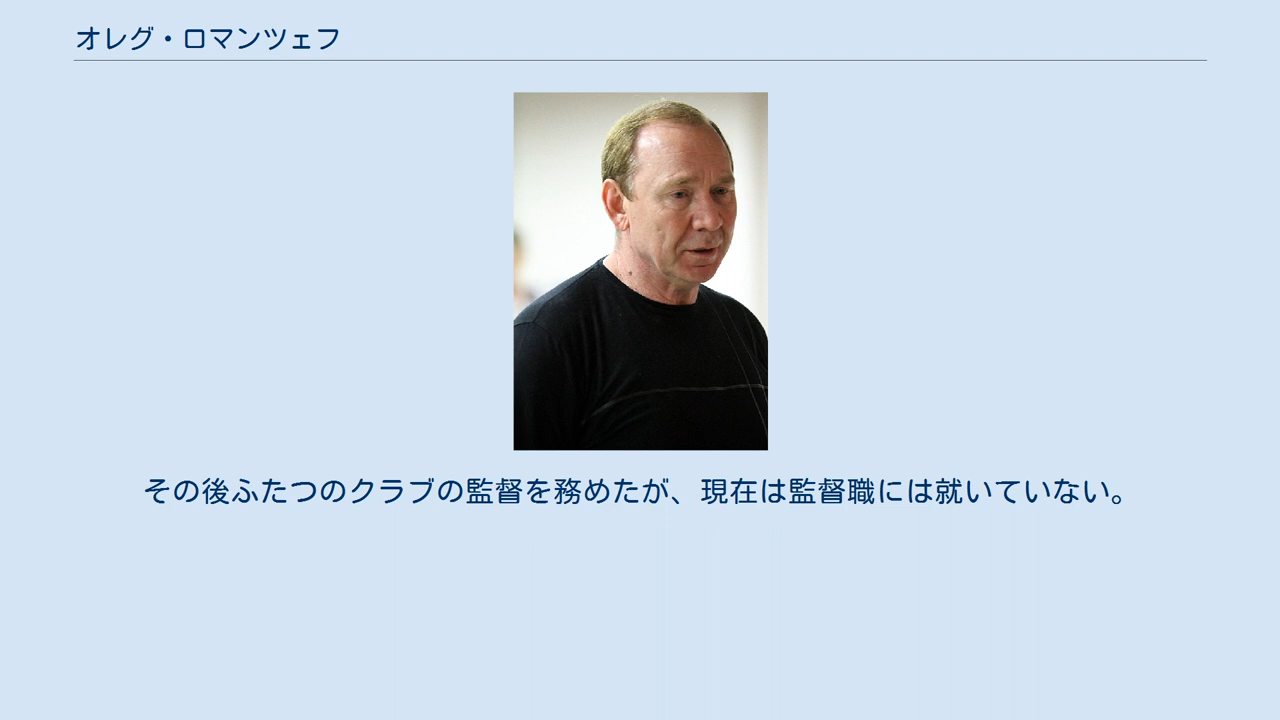 オレグ・ロマンツェフ
その後ふたつのクラブの監督を務めたが、現在は監督職には就いていない。